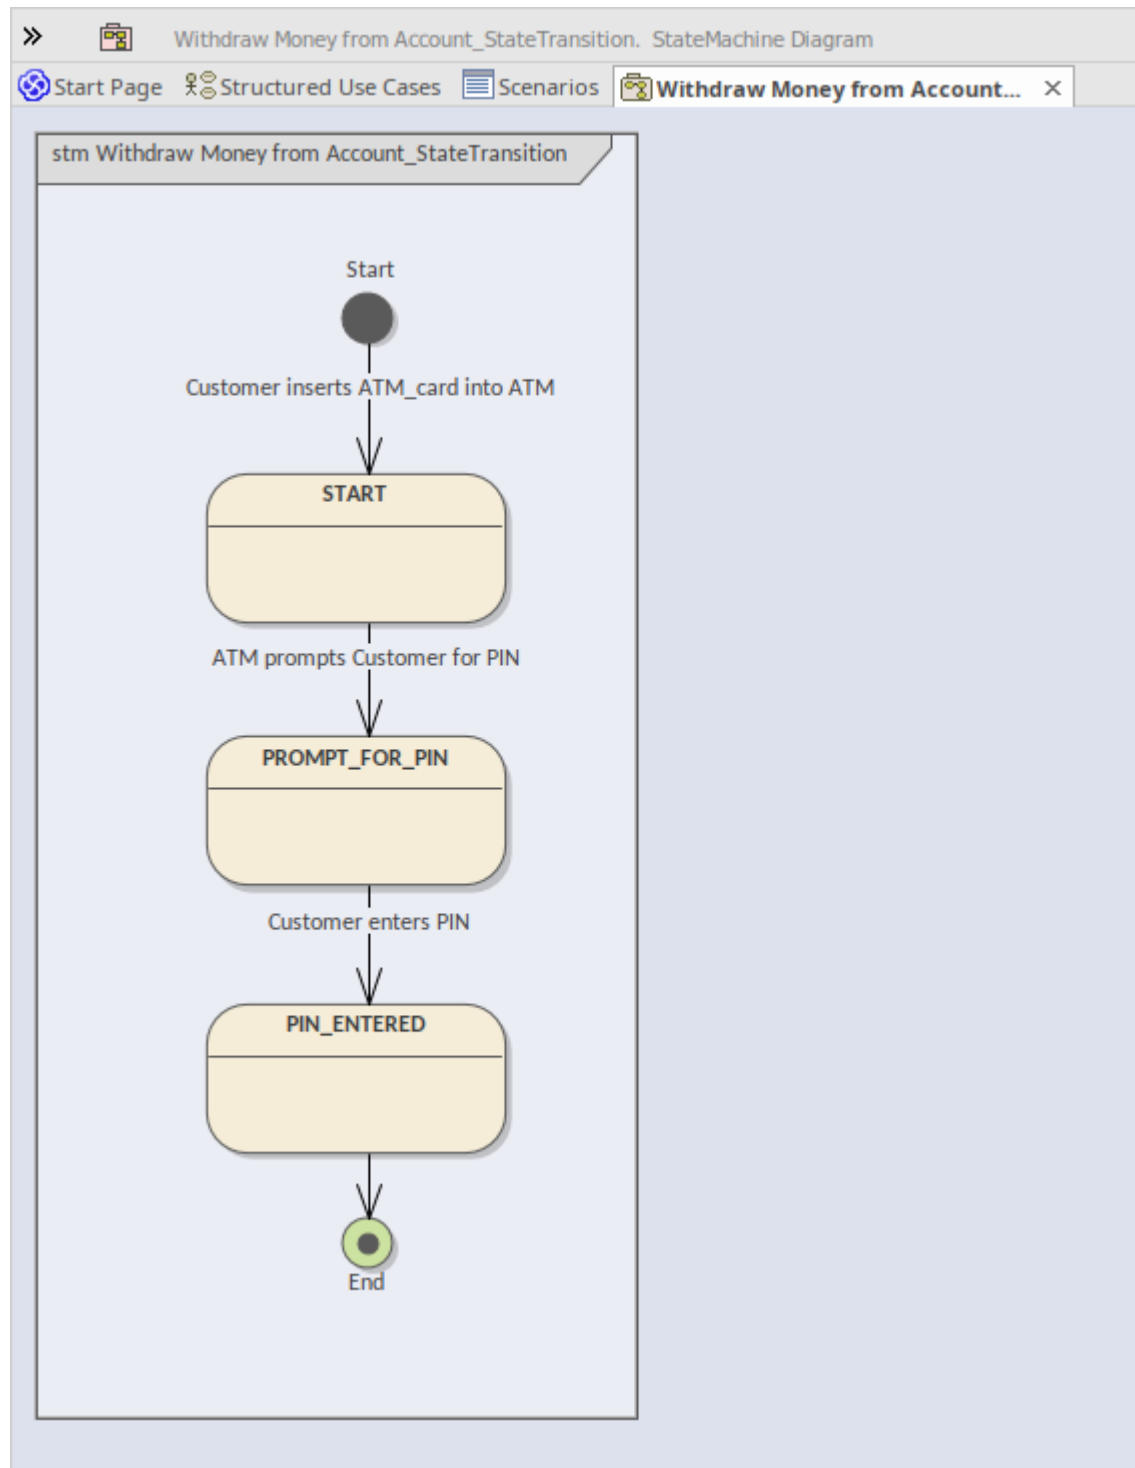 Withdraw Money from Account_StateTransition.  StateMachine Diagram
Start Page Structured Use Cases Scenarios Withdraw Money from Account...
stm Withdraw Money from Account_StateTransition
Start
Customer inserts ATM_card into ATM
START
ATM prompts Customer for PIN
PROMPT_FOR_PIN
Customer enters PIN
PIN_ENTERED
End